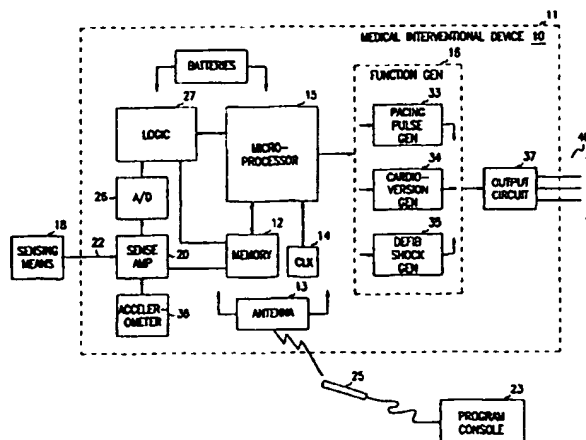 11
MEDICAL INTERVENTIONAL DEVICE 10
BATTERIES
16
27
15
FUNCTION GEN
33
LOGIC
MICRO-
PROCESSOR
PACING
PULSE GEN
40
34
37
26
A/D
CARDIO-
VERSION GEN
OUTPUT
CIRCUIT
18
12
14
35
SENSING
MEANS
22
SENSE
AMP
20
MEMORY
CLK
DEFIB
SHOCK
GEN
13
ACCELER-
OMETER
36
ANTENNA
25
23
PROGRAM
CONSOLE